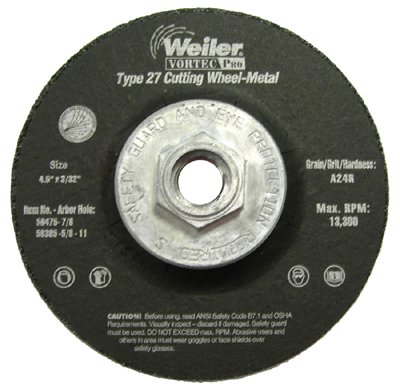 Weiler
VORTEC PRO
Type 27 Cutting Wheel-Metal
SAFETY GUARD AND EYE PROTECTION REQUIRED
Size
4.5" x 3/32"
Item No. - Arbor Hole:
56475-7/8
56385-5/8 - 11
Grain/Grit/Hardness:
A24R
Max. RPM:
13,300
CAUTION! Before using, read ANSI Safety Code B7.1 and OSHA
Requirements. Visually inspect – discard if damaged. Safety guard
must be used. DO NOT EXCEED max. RPM. Abrasive users and
others in area must wear goggles or face shields over
safety glasses.